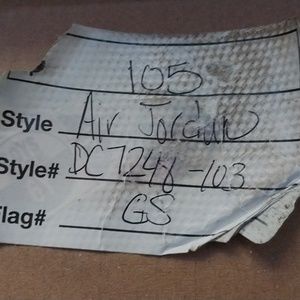 105
Style Air Jordan
Style# DC7248-103
Flag# GS